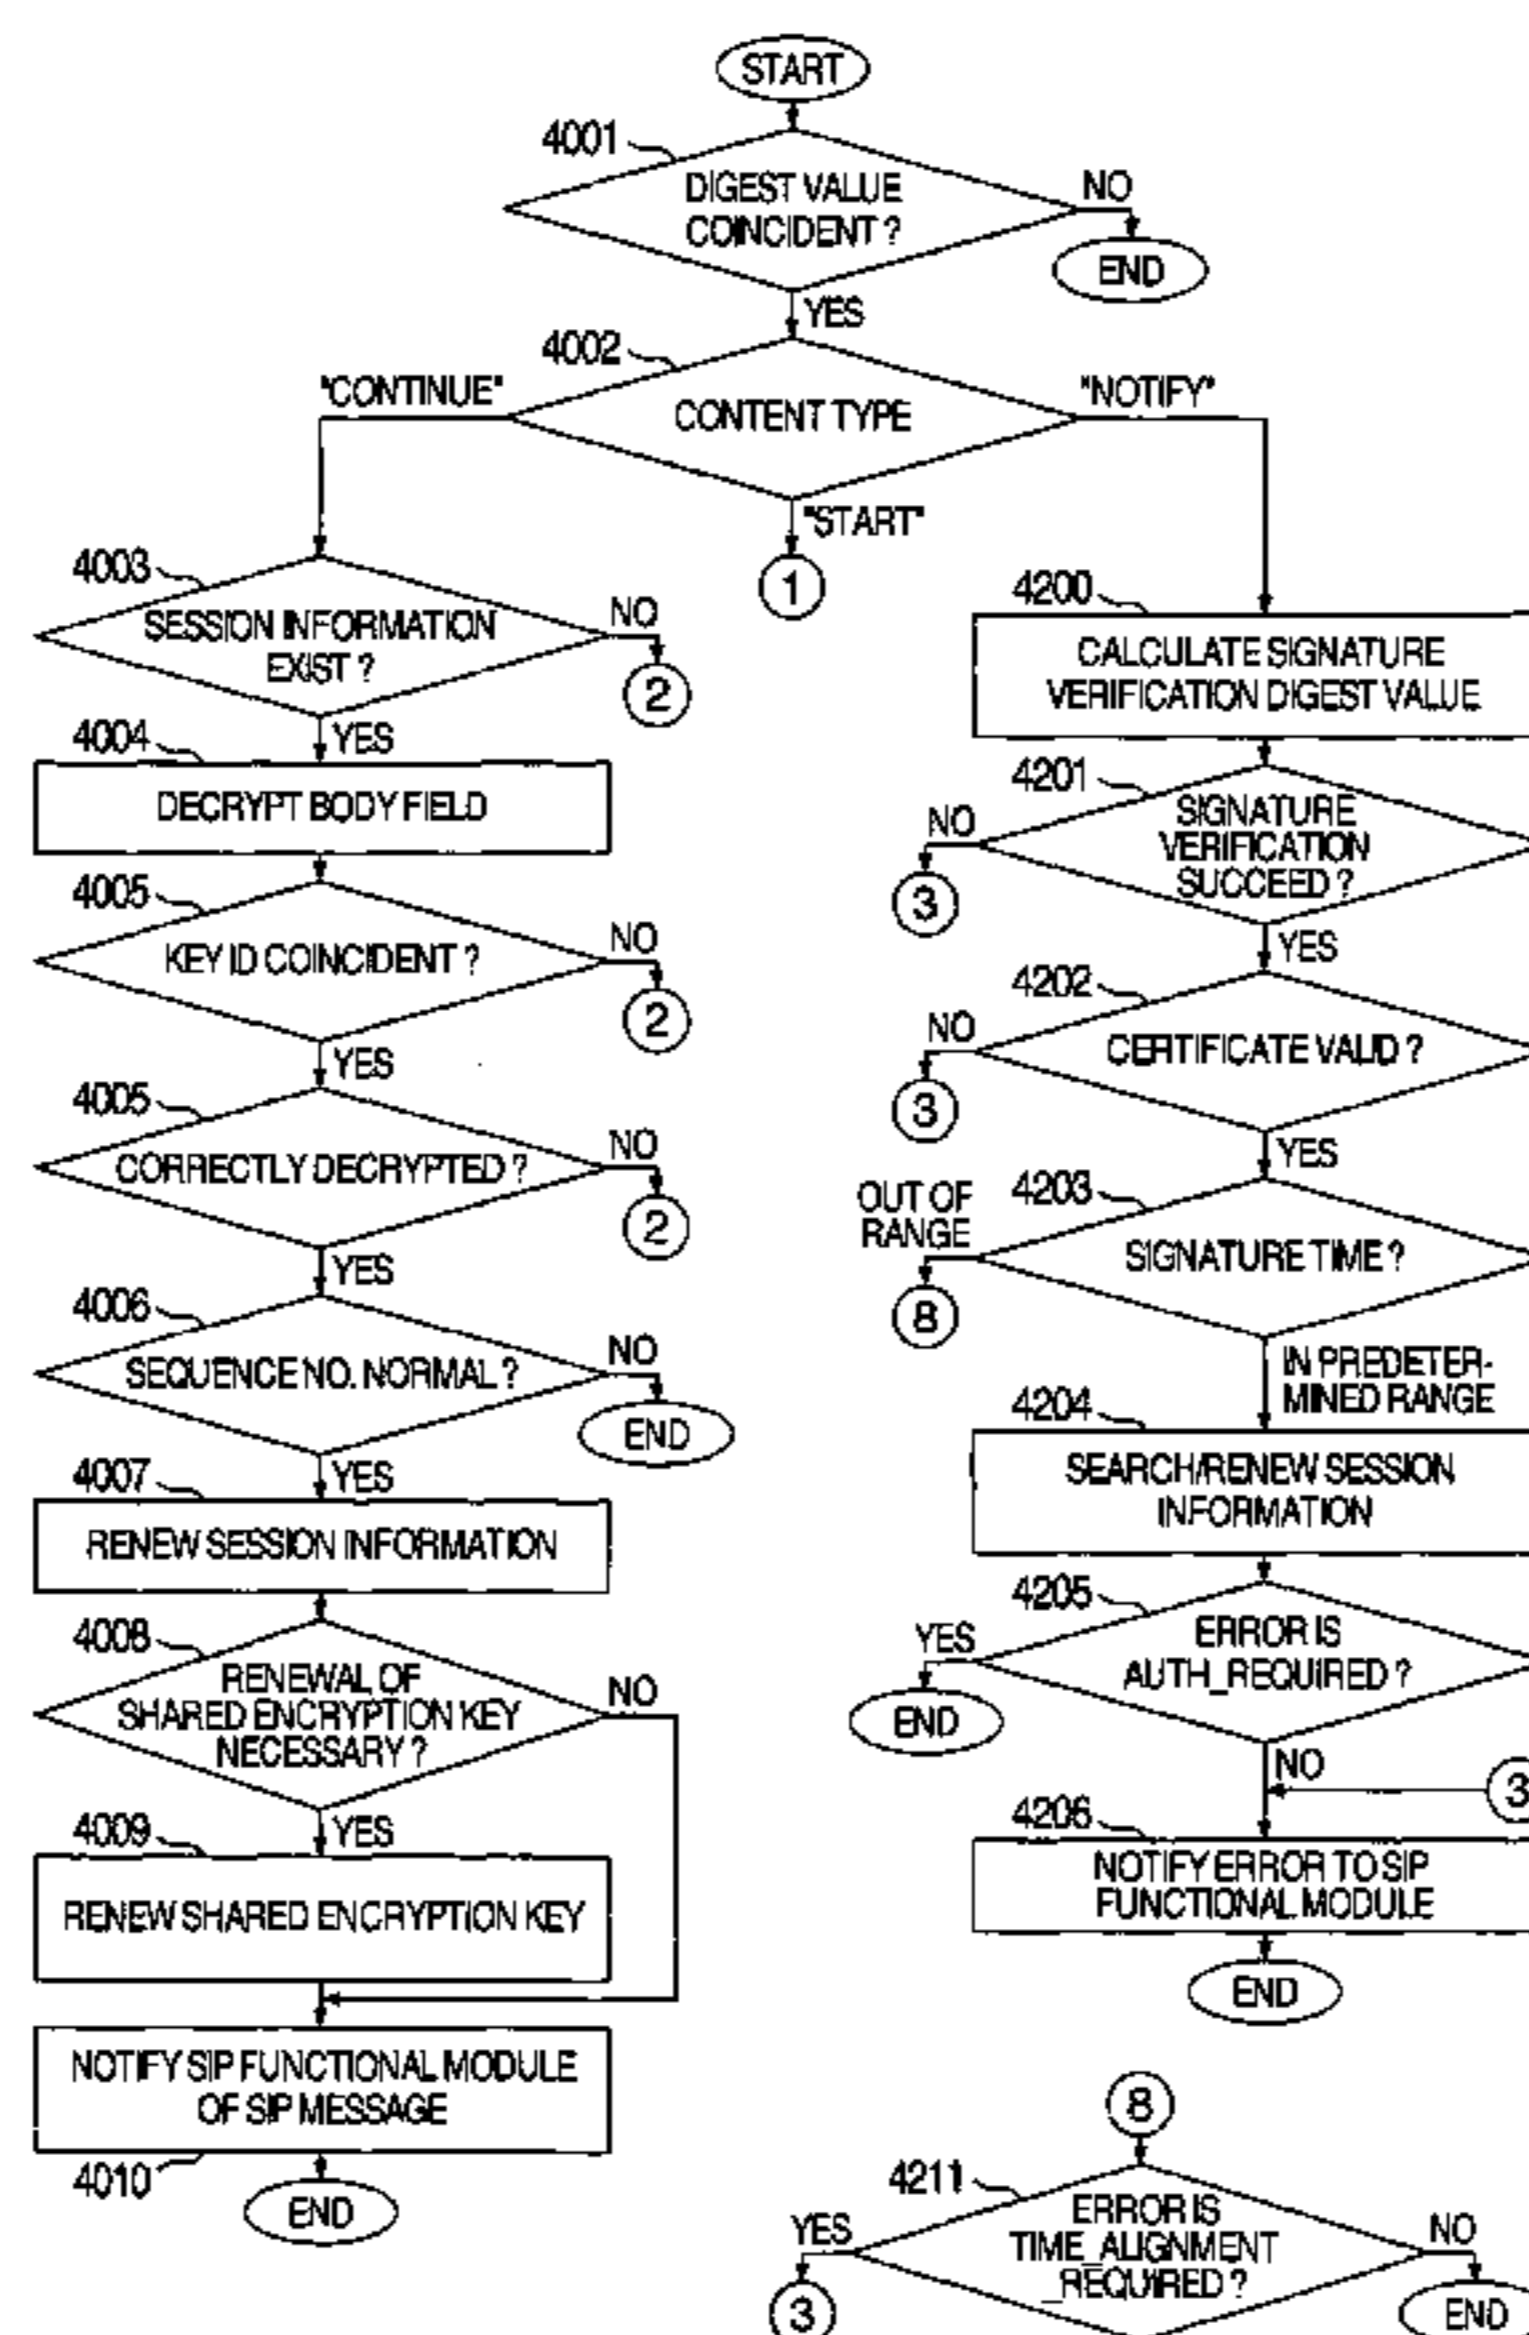 START
4001
DIGEST VALUE
COINCIDENT ?
NO
END
YES
4002
"CONTINUE"
CONTENT TYPE
"NOTIFY"
"START"
1
4003
SESSION INFORMATION
EXIST ?
NO
2
YES
4004
DECRYPT BODY FIELD
4005
KEY ID COINCIDENT ?
NO
2
YES
4005
CORRECTLY DECRYPTED ?
NO
2
YES
4006
SEQUENCE NO. NORMAL ?
NO
END
YES
4007
RENEW SESSION INFORMATION
4008
RENEWAL OF
SHARED ENCRYPTION KEY
NECESSARY ?
NO
YES
4009
RENEW SHARED ENCRYPTION KEY
NOTIFY SIP FUNCTIONAL MODULE
OF SIP MESSAGE
4010
END
4200
CALCULATE SIGNATURE
VERIFICATION DIGEST VALUE
4201
SIGNATURE
VERIFICATION
SUCCEED ?
NO
3
YES
4202
CERTIFICATE VALID ?
NO
3
YES
4203
OUT OF
RANGE
SIGNATURE TIME ?
8
IN PREDETER-
MINED RANGE
4204
SEARCH/RENEW SESSION
INFORMATION
4205
ERROR IS
AUTH_REQUIRED ?
YES
END
NO
3
4206
NOTIFY ERROR TO SIP
FUNCTIONAL MODULE
END
8
4211
ERROR IS
TIME_ALIGNMENT
_REQUIRED ?
YES
3
NO
END